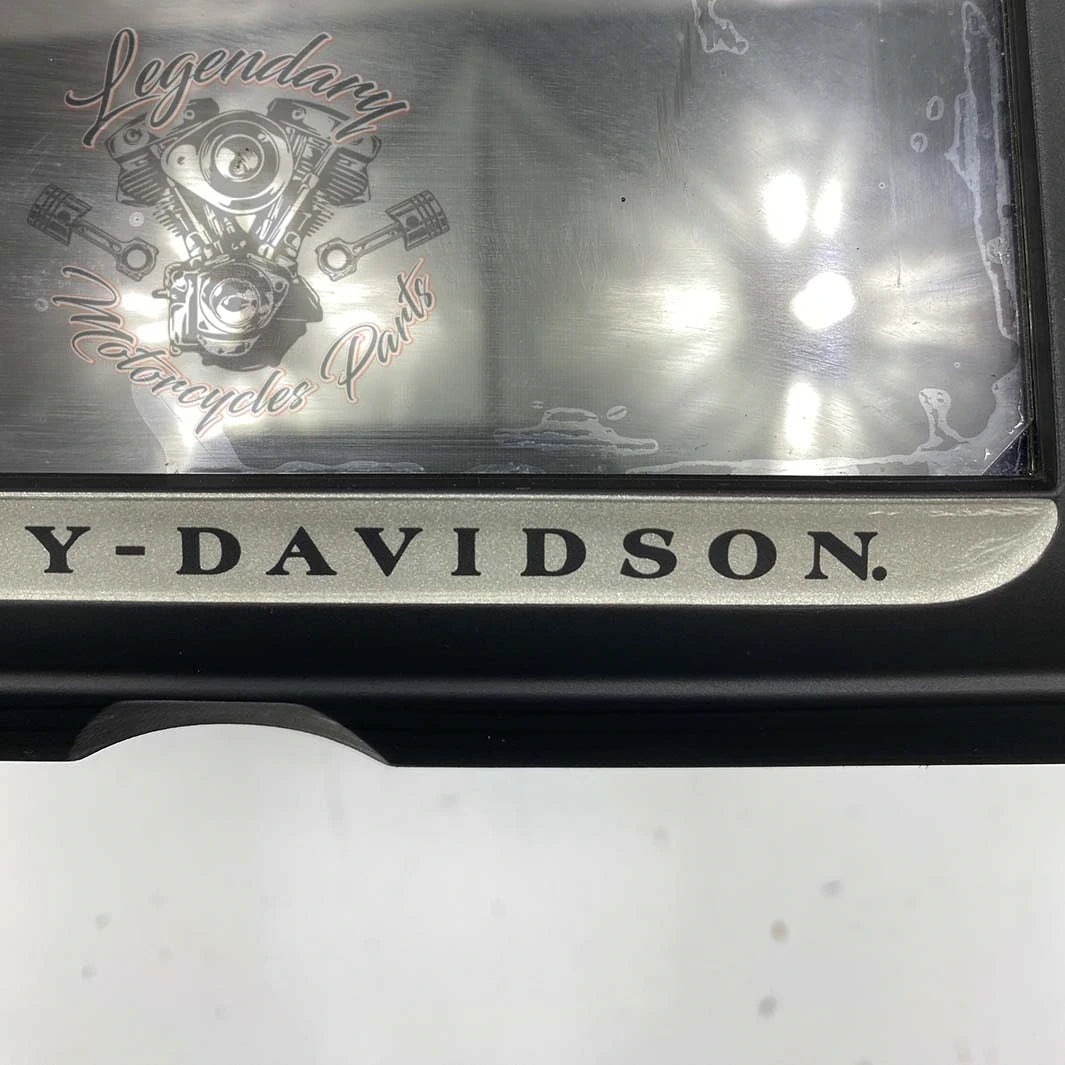 Legendary
Motorcycles Parts
Y-DAVIDSON.